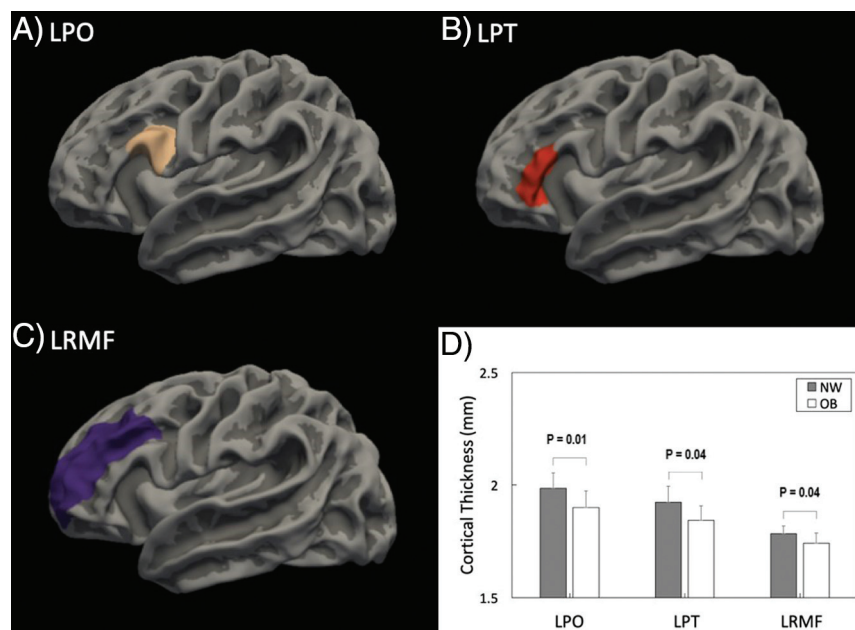 A) LPO
B) LPT
C) LRMF
D)
2.5
NW
OB
Cortical Thickness (mm)
P = 0.01
P = 0.04
P = 0.04
2
1.5
LPO LPT LRMF